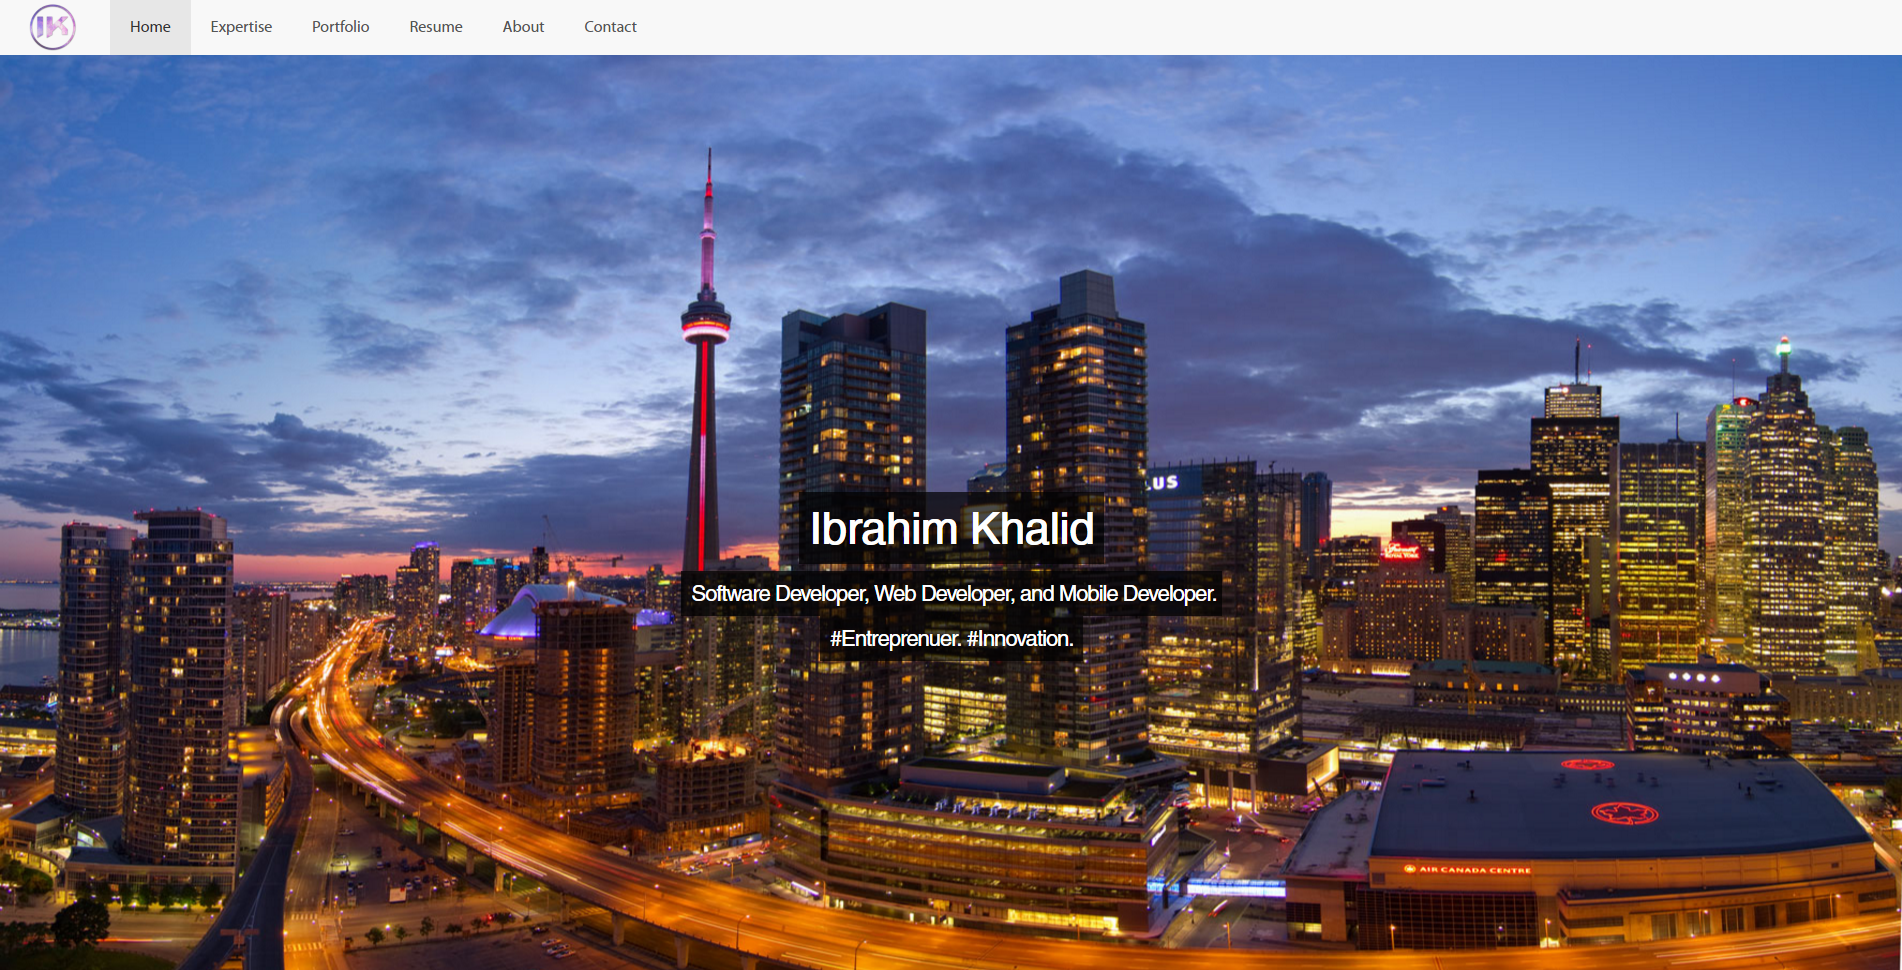 IK
Home
Expertise
Portfolio
Resume
About
Contact
LUS
Ibrahim Khalid
Software Developer, Web Developer, and Mobile Developer.
#Entreprenuer. #Innovation.
AIR CANADA CENTRE